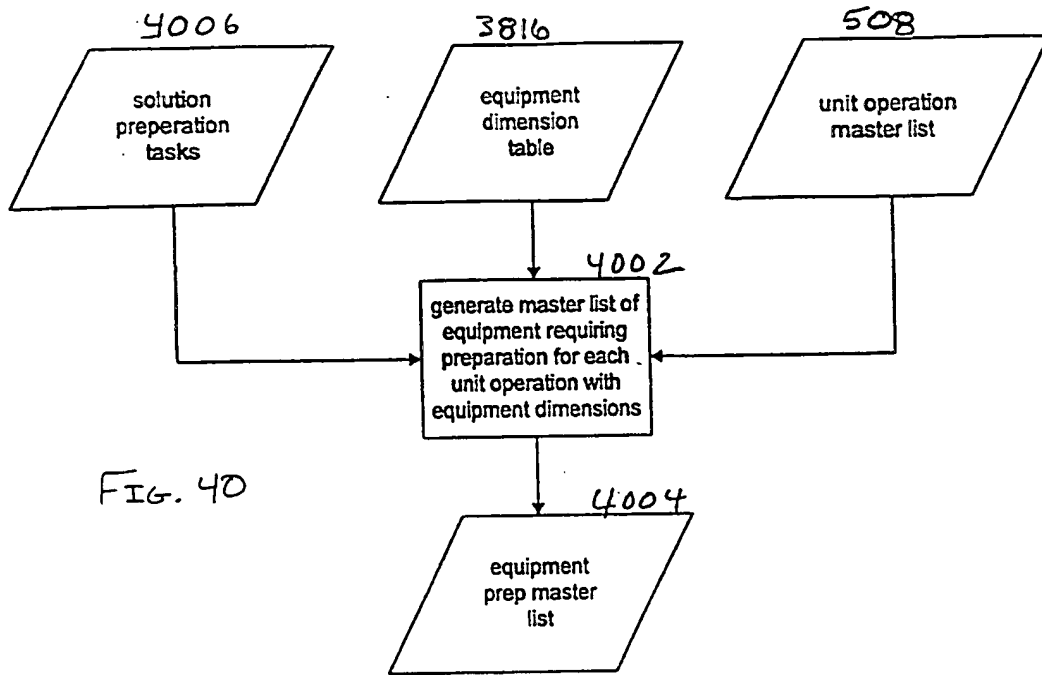 4006
solution
preperation
tasks
3816
equipment
dimension
table
508
unit operation
master list
4002
generate master list of
equipment requiring
preparation for each
unit operation with
equipment dimensions
FIG. 40
4004
equipment
prep master
list